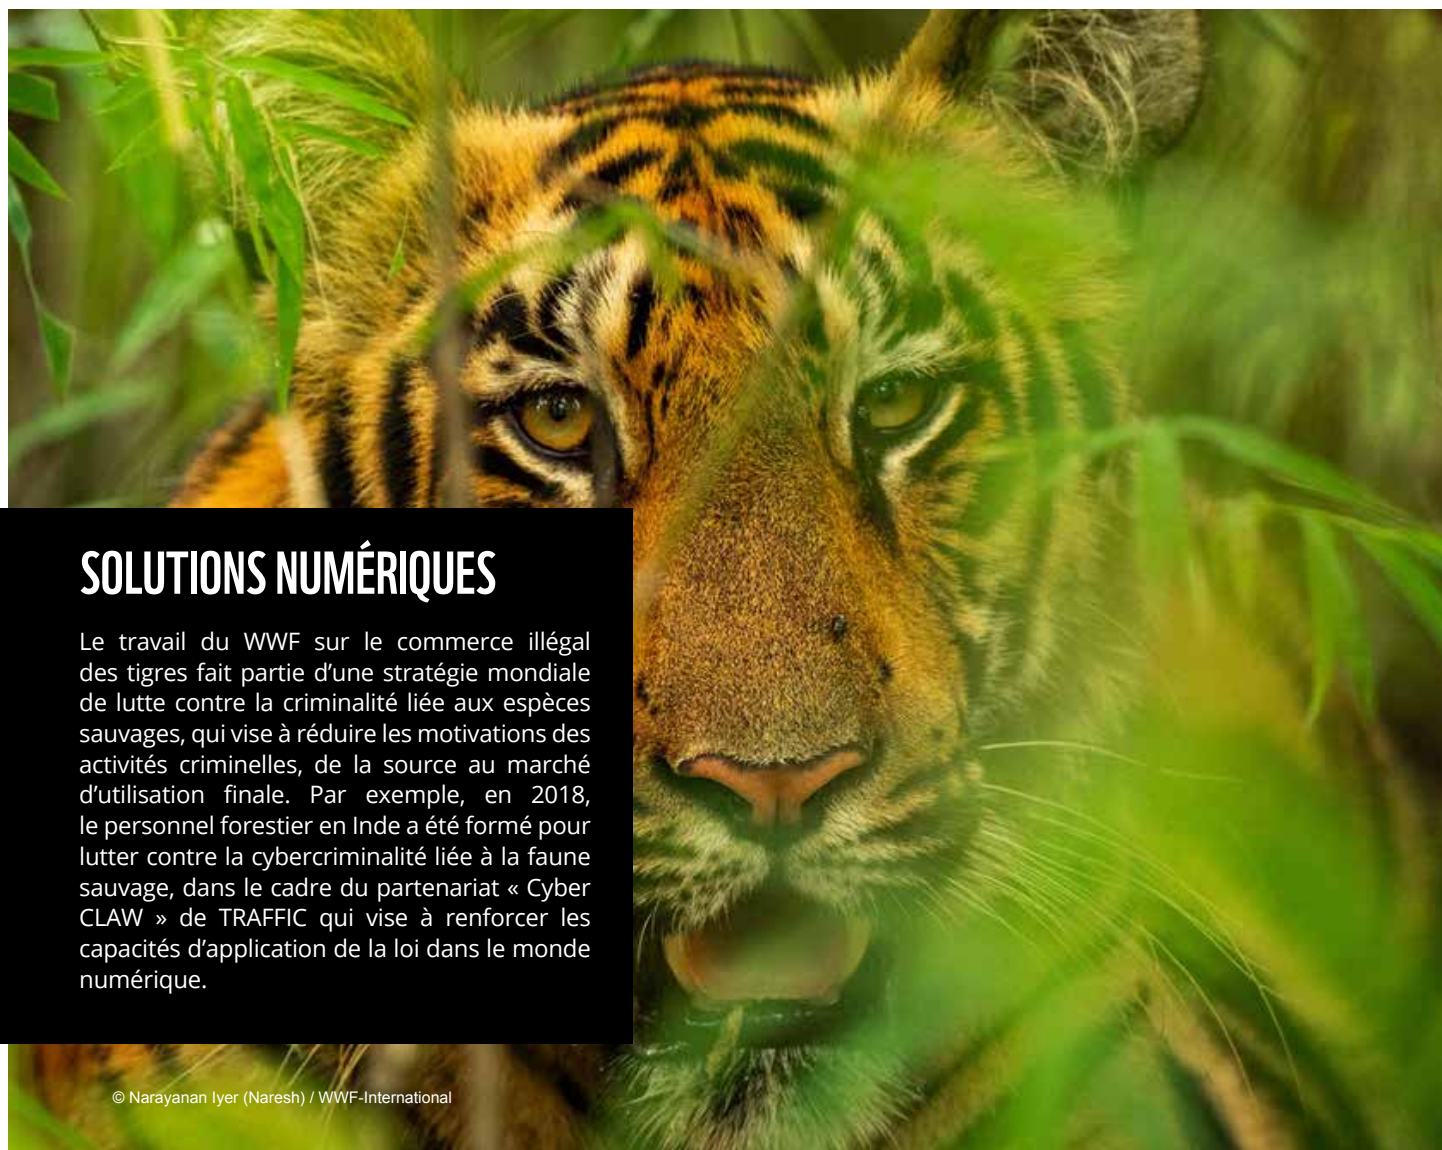 SOLUTIONS NUMÉRIQUES
Le travail du WWF sur le commerce illégal
des tigres fait partie d’une stratégie mondiale
de lutte contre la criminalité liée aux espèces
sauvages, qui vise à réduire les motivations des
activités criminelles, de la source au marché
d’utilisation finale. Par exemple, en 2018,
le personnel forestier en Inde a été formé pour
lutter contre la cybercriminalité liée à la faune
sauvage, dans le cadre du partenariat « Cyber
CLAW » de TRAFFIC qui vise à renforcer les
capacités d’application de la loi dans le monde
numérique.
© Narayanan Iyer (Naresh) / WWF-International